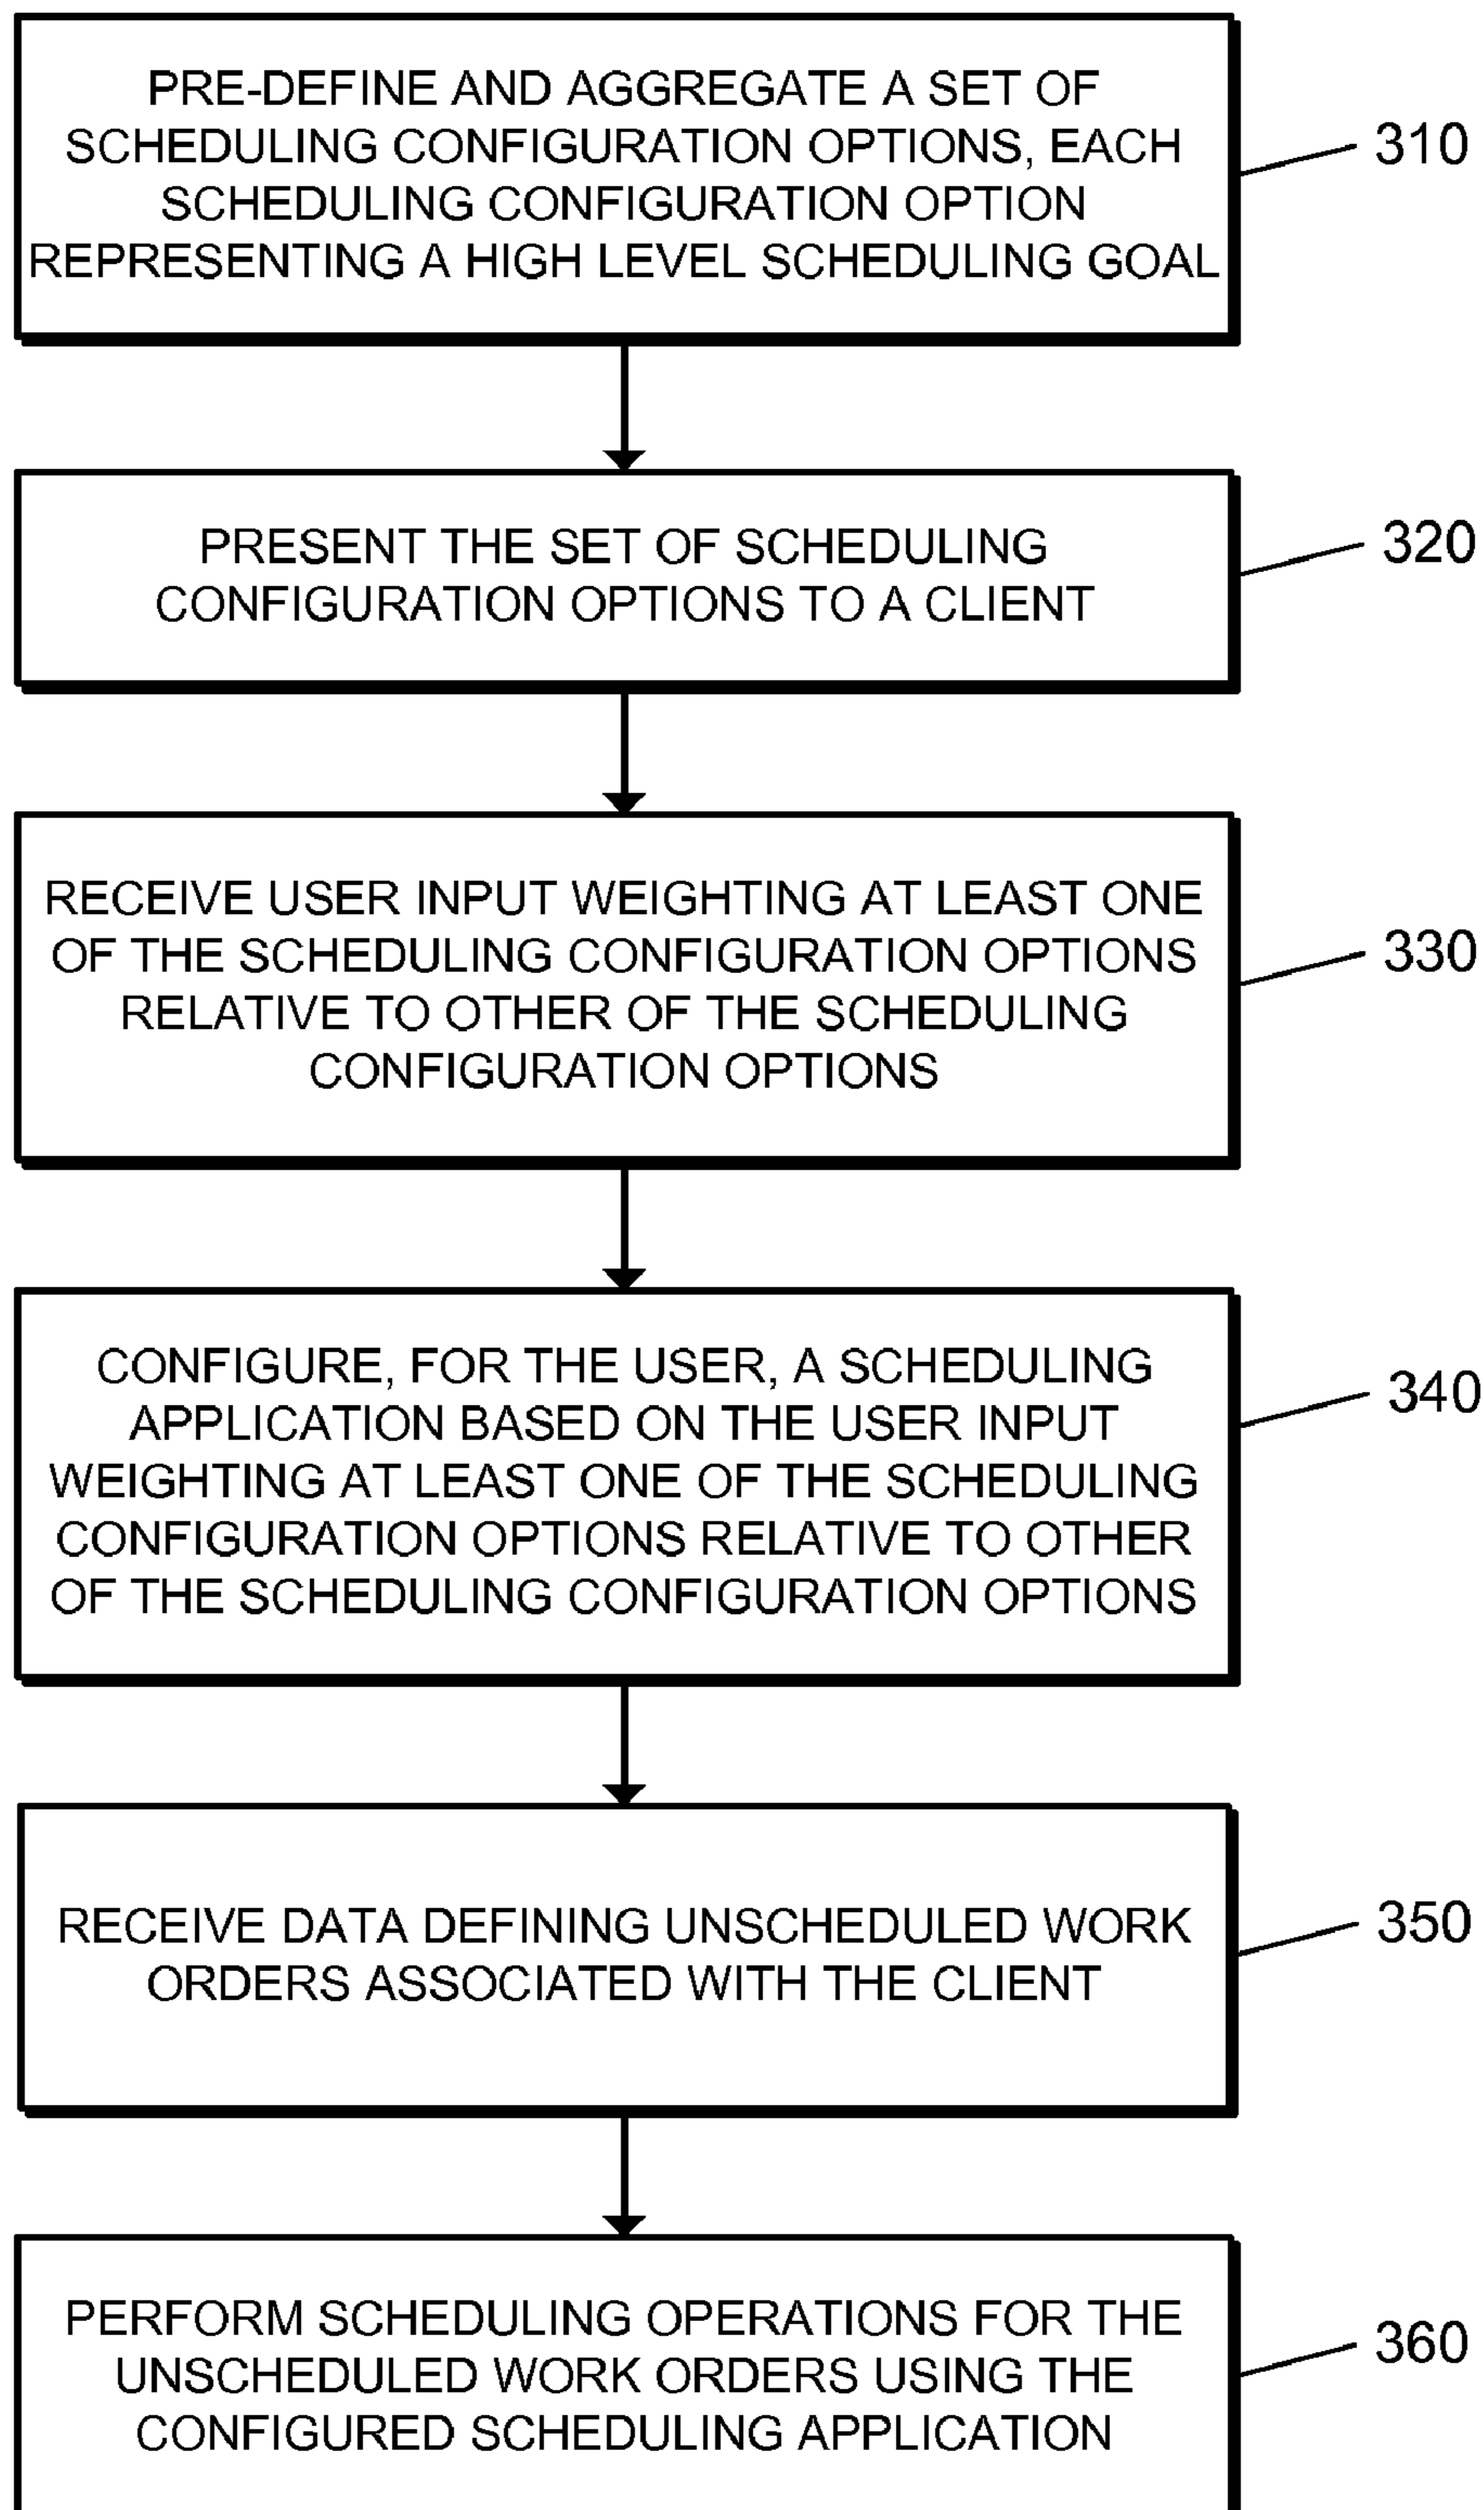 PRE-DEFINE AND AGGREGATE A SET OF
SCHEDULING CONFIGURATION OPTIONS, EACH
SCHEDULING CONFIGURATION OPTION
REPRESENTING A HIGH LEVEL SCHEDULING GOAL
310
PRESENT THE SET OF SCHEDULING
CONFIGURATION OPTIONS TO A CLIENT
320
RECEIVE USER INPUT WEIGHTING AT LEAST ONE
OF THE SCHEDULING CONFIGURATION OPTIONS
RELATIVE TO OTHER OF THE SCHEDULING
CONFIGURATION OPTIONS
330
CONFIGURE, FOR THE USER, A SCHEDULING
APPLICATION BASED ON THE USER INPUT
WEIGHTING AT LEAST ONE OF THE SCHEDULING
CONFIGURATION OPTIONS RELATIVE TO OTHER
OF THE SCHEDULING CONFIGURATION OPTIONS
340
RECEIVE DATA DEFINING UNSCHEDULED WORK
ORDERS ASSOCIATED WITH THE CLIENT
350
PERFORM SCHEDULING OPERATIONS FOR THE
UNSCHEDULED WORK ORDERS USING THE
CONFIGURED SCHEDULING APPLICATION
360